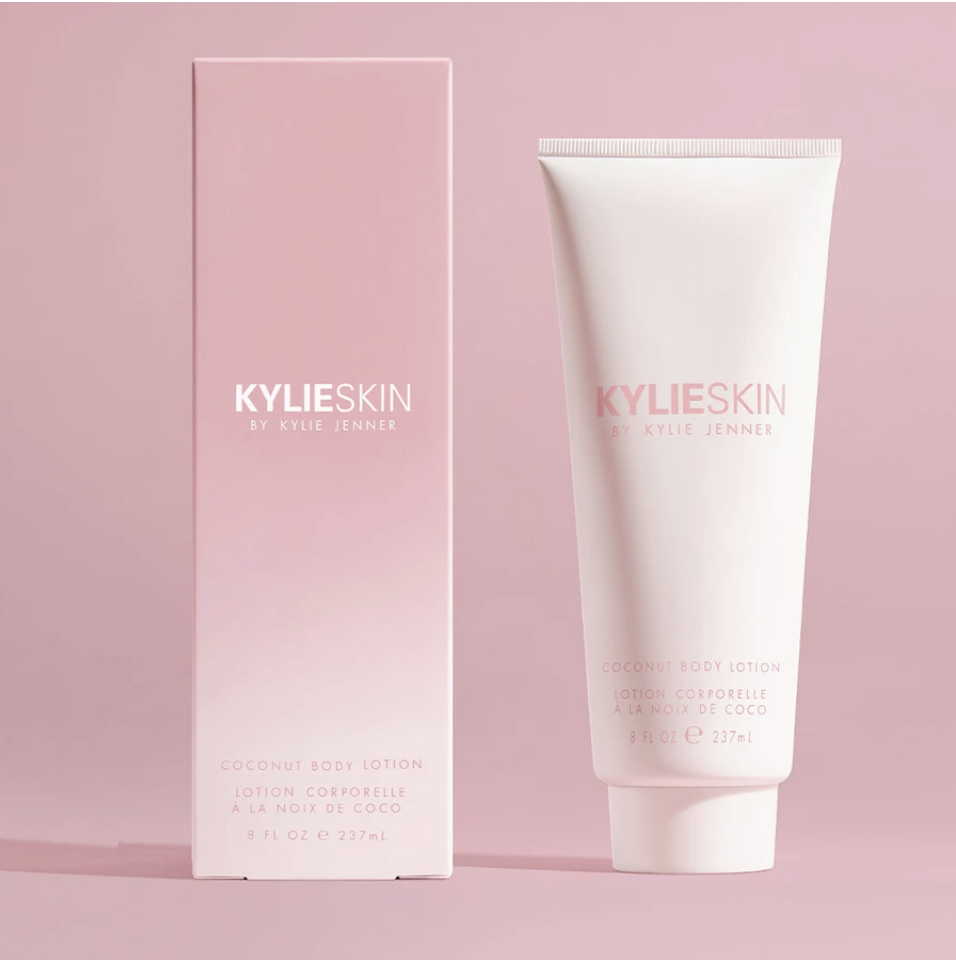 KYLIESKIN
BY KYLIE JENNER
COCONUT BODY LOTION
LOTION CORPORELLE
À LA NOIX DE COCO
8 FL OZ ℮ 237mL
KYLIESKIN
BY KYLIE JENNER
COCONUT BODY LOTION
LOTION CORPORELLE
À LA NOIX DE COCO
8 FL OZ ℮ 237mL